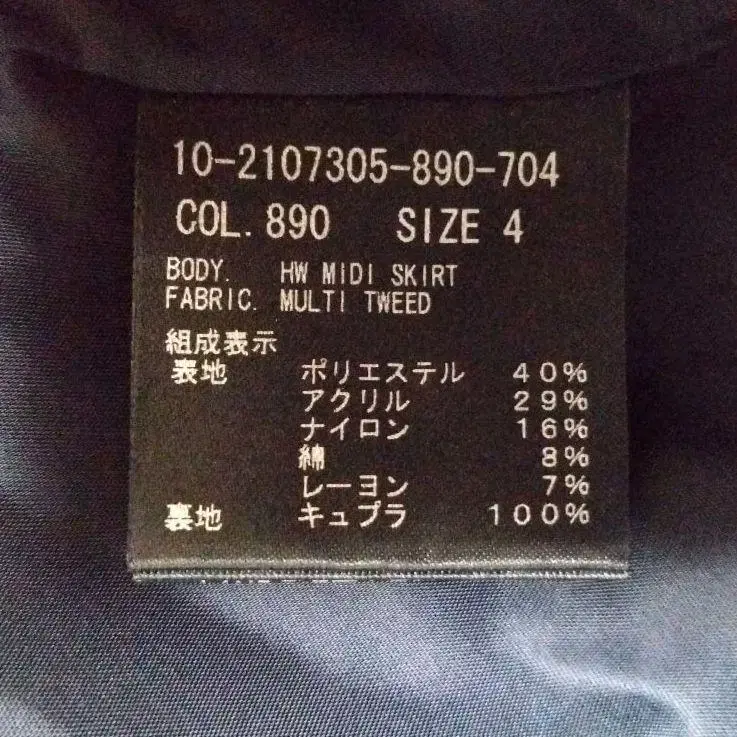 10-2107305-890-704
COL. 890 SIZE 4
BODY. HW MIDI SKIRT
FABRIC. MULTI TWEED
組成表示
表地 ポリエステル 40%
アクリル 29%
ナイロン 16%
綿 8%
レーヨン 7%
裏地 キュプラ 100%